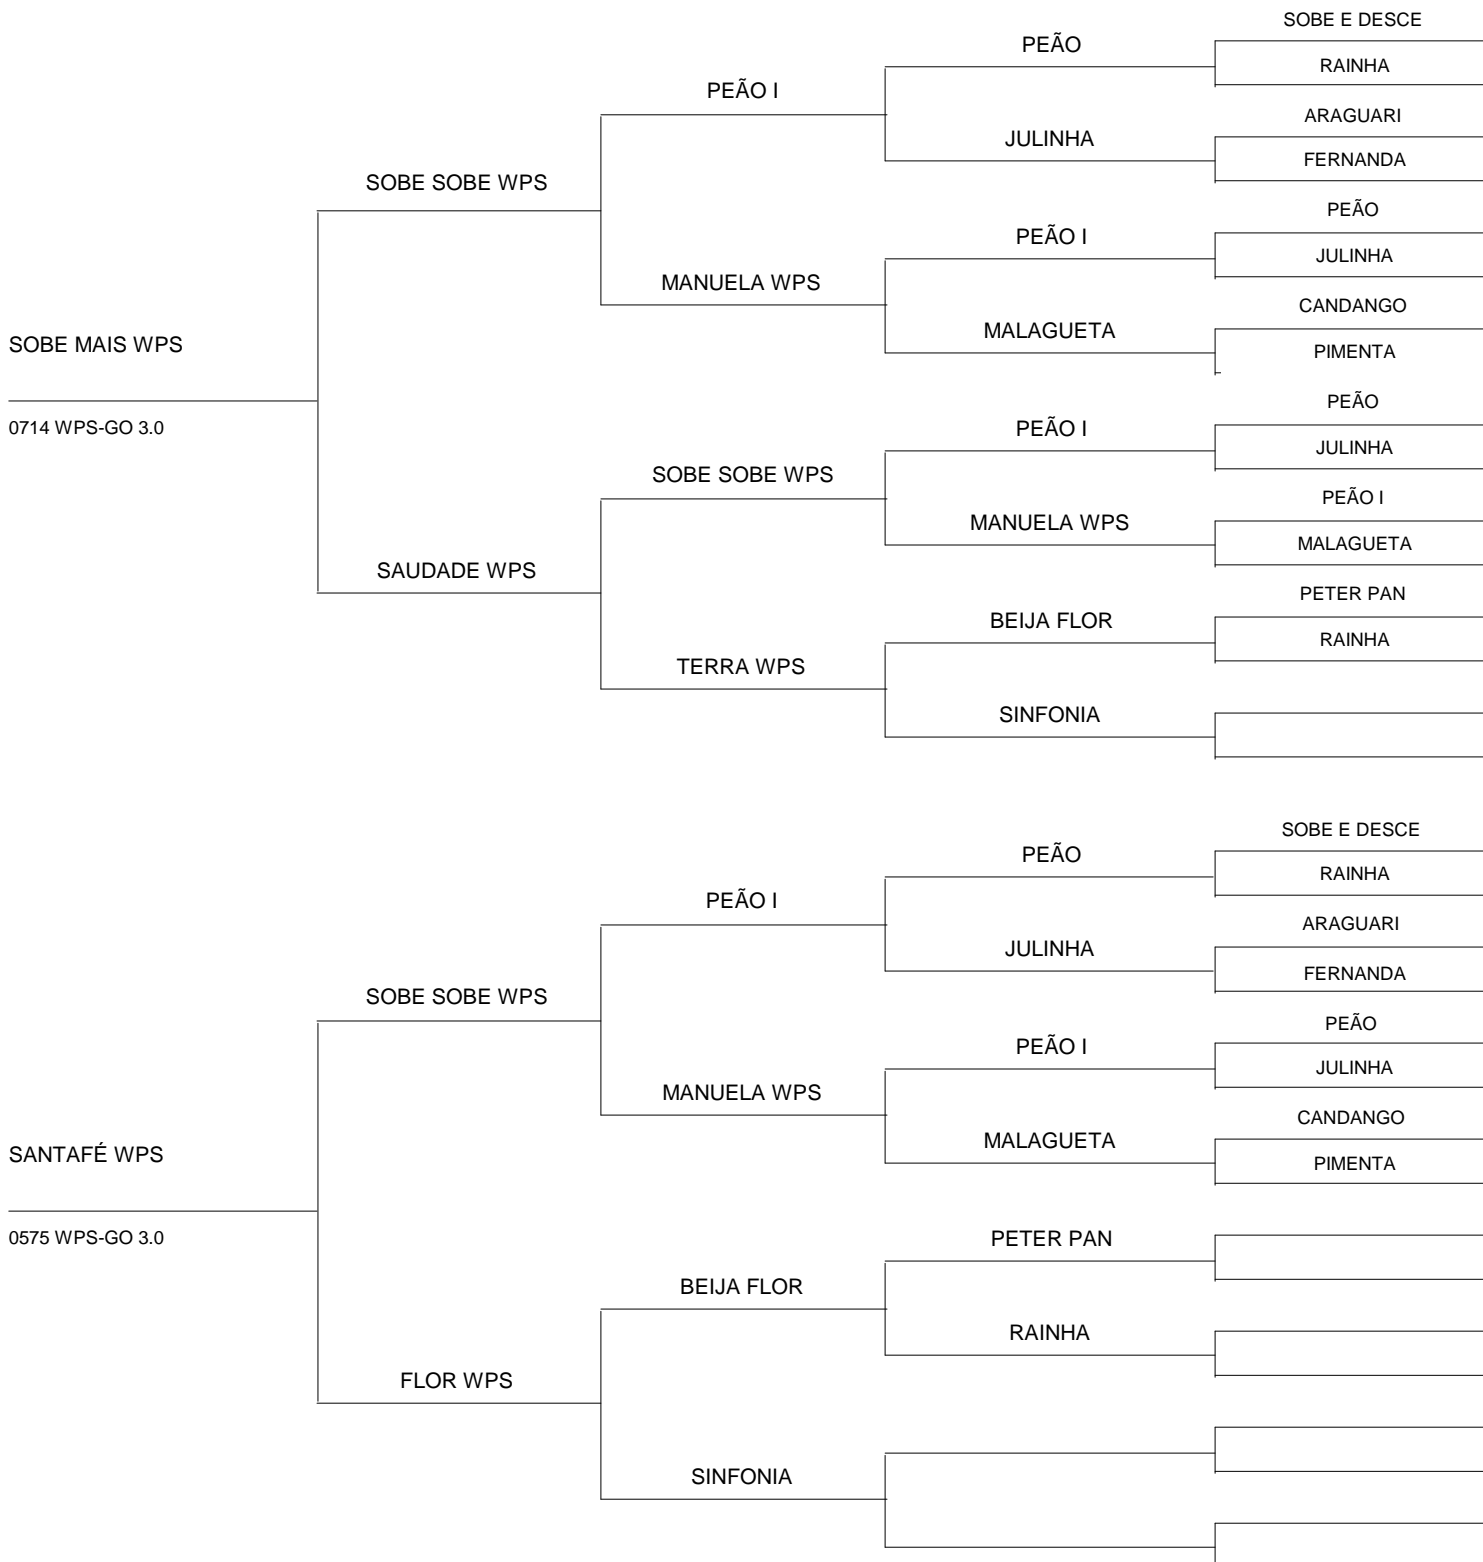 SOBE E DESCE
PEÃO
RAINHA
PEÃO I
ARAGUARI
JULINHA
FERNANDA
SOBE SOBE WPS
PEÃO
PEÃO I
JULINHA
MANUELA WPS
CANDANGO
MALAGUETA
SOBE MAIS WPS
PIMENTA
PEÃO
0714 WPS-GO 3.0
PEÃO I
JULINHA
SOBE SOBE WPS
PEÃO I
MANUELA WPS
MALAGUETA
SAUDADE WPS
PETER PAN
BEIJA FLOR
RAINHA
TERRA WPS
SINFONIA
SOBE E DESCE
PEÃO
RAINHA
PEÃO I
ARAGUARI
JULINHA
FERNANDA
SOBE SOBE WPS
PEÃO
PEÃO I
JULINHA
MANUELA WPS
CANDANGO
MALAGUETA
SANTAFÉ WPS
PIMENTA
0575 WPS-GO 3.0
PETER PAN
BEIJA FLOR
RAINHA
FLOR WPS
SINFONIA